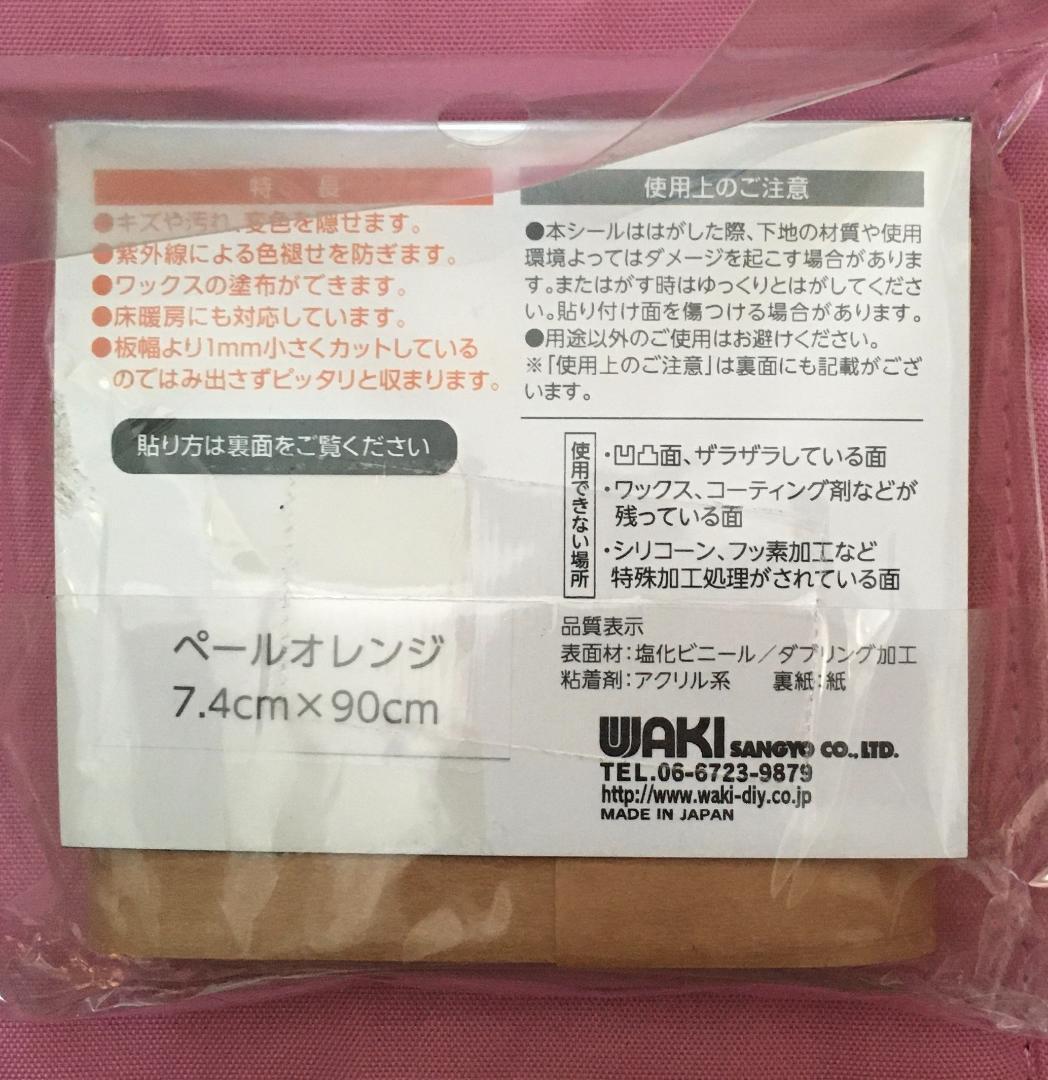 特長
●キズや汚れ、変色を隠せます。
●紫外線による色褪せを防ぎます。
●ワックスの塗布ができます。
●床暖房にも対応しています。
●板幅より1mm小さくカットしている
のではみ出さずピッタリと収まります。
貼り方は裏面をご覧ください
ペールオレンジ
7.4cm×90cm
使用上のご注意
●本シールははがした際、下地の材質や使用
環境よってはダメージを起こす場合がありま
す。またはがす時はゆっくりとはがしてくださ
い。貼り付け面を傷つける場合があります。
●用途以外のご使用はお避けください。
※「使用上のご注意」は裏面にも記載がござ
います。
使用できない場所
・凹凸面、ザラザラしている面
・ワックス、コーティング剤などが
残っている面
・シリコーン、フッ素加工など
特殊加工処理がされている面
品質表示
表面材：塩化ビニール／ダブリング加工
粘着剤：アクリル系 裏紙：紙
WAKI SANGYO CO.,LTD.
TEL.06-6723-9879
http://www.waki-diy.co.jp
MADE IN JAPAN